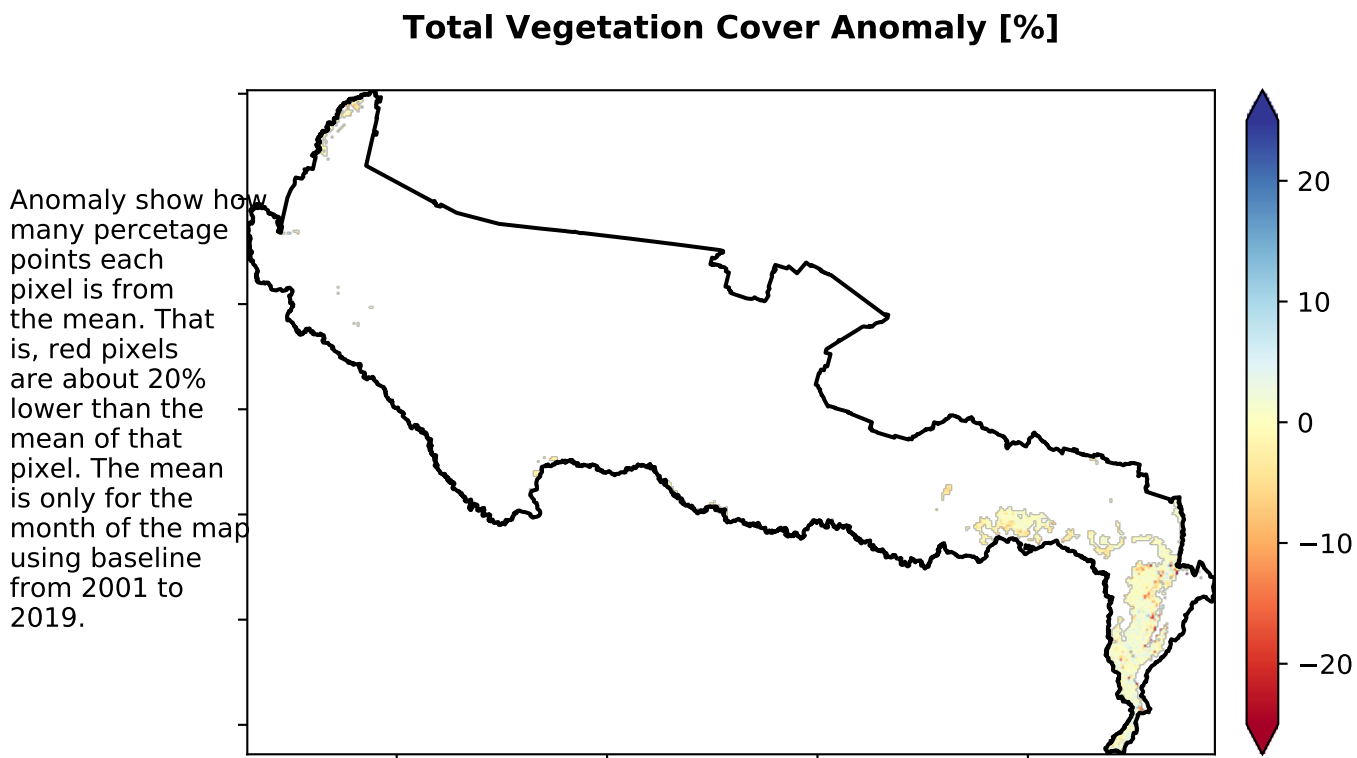 Total Vegetation Cover Anomaly [%]
Anomaly show how
many percetage
points each
pixel is from
the mean. That
is, red pixels
are about 20%
lower than the
mean of that
pixel. The mean
is only for the
month of the map
using baseline
from 2001 to
2019.
20
10
0
−10
−20